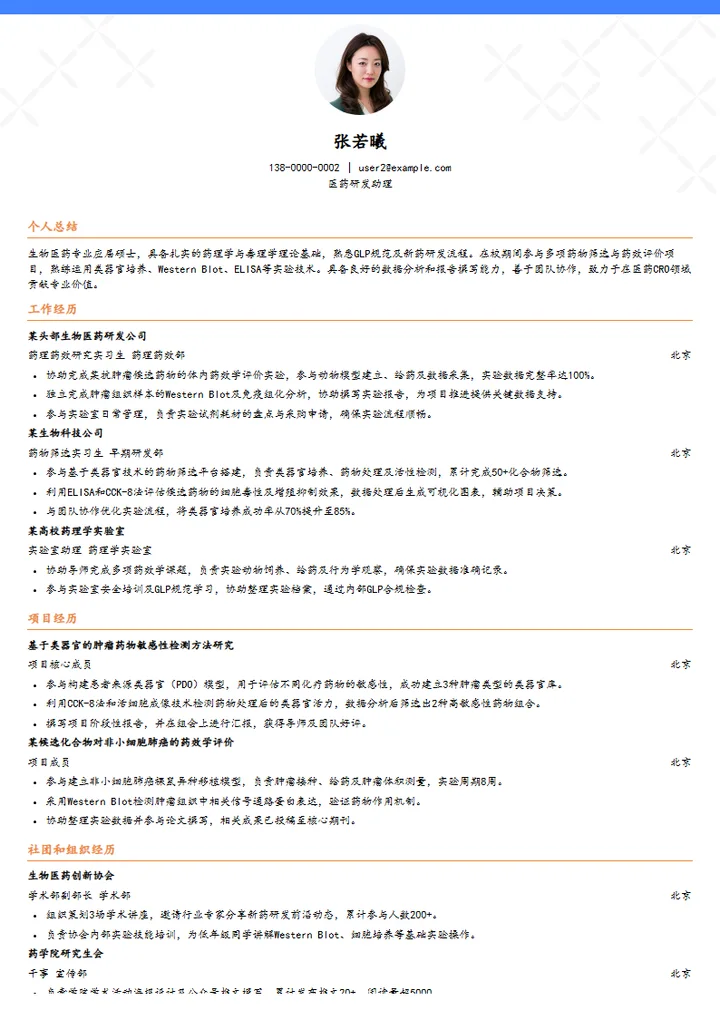 张若曦
138-0000-0002 | user2@example.com
医药研发助理
个人总结
生物医药专业应届硕士，具备扎实的药理学与毒理学理论基础，熟悉GLP规范及新药研发流程。在校期间参与多项药物筛选与药效评价项
目，熟练运用类器官培养、Western Blot、ELISA等实验技术。具备良好的数据分析和报告撰写能力，善于团队协作，致力于在医药CRO领域
贡献专业价值。
工作经历
某头部生物医药研发公司
药理药效研究实习生 药理药效部 北京
• 协助完成某抗肿瘤候选药物的体内药效学评价实验，参与动物模型建立、给药及数据采集，实验数据完整率达100%。
• 独立完成肿瘤组织样本的Western Blot及免疫组化分析，协助撰写实验报告，为项目推进提供关键数据支持。
• 参与实验室日常管理，负责实验试剂耗材的盘点与采购申请，确保实验流程顺畅。
某生物科技公司
药物筛选实习生 早期研发部 北京
• 参与基于类器官技术的药物筛选平台搭建，负责类器官培养、药物处理及活性检测，累计完成50+化合物筛选。
• 利用ELISA和CCK-8法评估候选药物的细胞毒性及增殖抑制效果，数据处理后生成可视化图表，辅助项目决策。
• 与团队协作优化实验流程，将类器官培养成功率从70%提升至85%。
某高校药理学实验室
实验室助理 药理学实验室 北京
• 协助导师完成多项药效学课题，负责实验动物饲养、给药及行为学观察，确保实验数据准确记录。
• 参与实验室安全培训及GLP规范学习，协助整理实验档案，通过内部GLP合规检查。
项目经历
基于类器官的肿瘤药物敏感性检测方法研究
项目核心成员 北京
• 参与构建患者来源类器官（PDO）模型，用于评估不同化疗药物的敏感性，成功建立3种肿瘤类型的类器官库。
• 利用CCK-8法和活细胞成像技术检测药物处理后的类器官活力，数据分析后筛选出2种高敏感性药物组合。
• 撰写项目阶段性报告，并在组会上进行汇报，获得导师及团队好评。
某候选化合物对非小细胞肺癌的药效学评价
项目成员 北京
• 参与建立非小细胞肺癌裸鼠异种移植模型，负责肿瘤接种、给药及肿瘤体积测量，实验周期8周。
• 采用Western Blot检测肿瘤组织中相关信号通路蛋白表达，验证药物作用机制。
• 协助整理实验数据并参与论文撰写，相关成果已投稿至核心期刊。
社团和组织经历
生物医药创新协会
学术部副部长 学术部 北京
• 组织策划3场学术讲座，邀请行业专家分享新药研发前沿动态，累计参与人数200+。
• 负责协会内部实验技能培训，为低年级同学讲解Western Blot、细胞培养等基础实验操作。
药学院研究生会
干事 宣传部 北京
• 负责学院学术活动海报设计及公众号推文撰写，累计发布推文20+，阅读量超5000